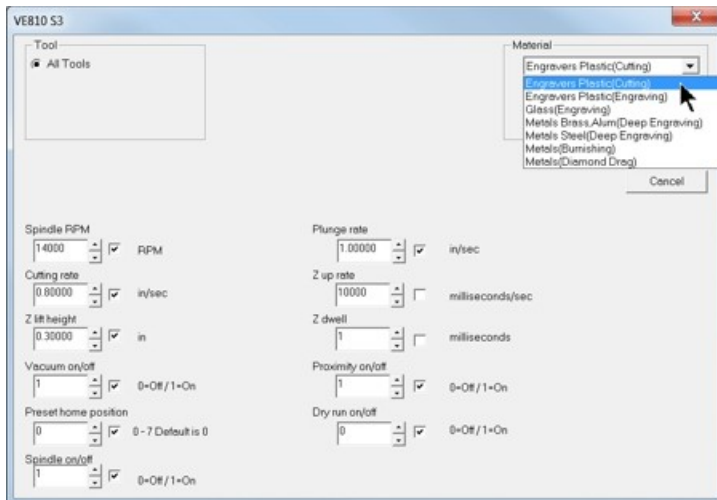 VE810 S3
Tool
All Tools
Material
Engravers Plastic(Cutting)
Engravers Plastic(Cutting)
Engravers Plastic(Engraving)
Glass(Engraving)
Metals Brass,Alum(Deep Engraving)
Metals Steel(Deep Engraving)
Metals(Burnishing)
Metals(Diamond Drag)
Cancel
Spindle RPM
14000 RPM
Plunge rate
1.00000 in/sec
Cutting rate
0.80000 in/sec
Z up rate
10000 milliseconds/sec
Z lift height
0.30000 in
Z dwell
1 milliseconds
Vacuum on/off
1 0=Off / 1=On
Proximity on/off
1 0=Off / 1=On
Preset home position
0 0 - 7 Default is 0
Dry run on/off
0 0=Off / 1=On
Spindle on/off
1 0=Off / 1=On